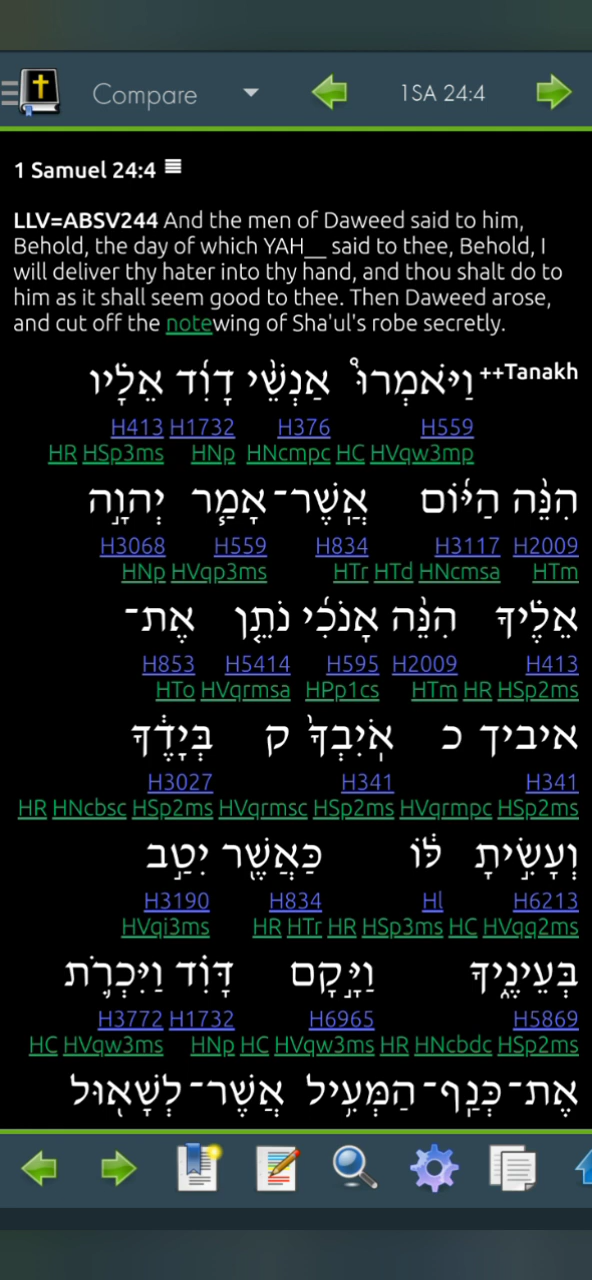 Compare
1SA 24:4
1 Samuel 24:4
LLV=ABSV244 And the men of Daweed said to him,
Behold, the day of which YAH__ said to thee, Behold, I
will deliver thy hater into thy hand, and thou shalt do to
him as it shall seem good to thee. Then Daweed arose,
and cut off the notewing of Sha'ul's robe secretly.
++Tanakh וַיֹּאמְרוּ֩ אַנְשֵׁ֨י דָוִ֜ד אֵלָ֗יו
H413 H1732 H376 H559
HR HSp3ms HNp HNcmpc HC HVqw3mp
הִנֵּ֨ה הַיּ֜וֹם אֲ‍ֽשֶׁר־אָמַ֧ר יְהוָ֣ה
H3068 H559 H834 H3117 H2009
HNp HVqp3ms HTr HTd HNcmsa HTm
אֵלֶ֗יךָ הִנֵּ֨ה אָנֹכִ֜י נֹתֵ֤ן אֶת־
H853 H5414 H595 H2009 H413
HTo HVqrmsa HPp1cs HTm HR HSp2ms
איביך כ אֹֽיִבְךָ֙ ק בְּיָדֶ֔ךָ
H3027 H341 H341
HR HNcbsc HSp2ms HVqrmsc HSp2ms HVqrmpc HSp2ms
וְעָשִׂ֣יתָ לּ֔וֹ כַּאֲשֶׁ֖ר יִטַ֣ב
H3190 H834 Hl H6213
HVqi3ms HR HTr HR HSp3ms HC HVqq2ms
בְּעֵינֶ֑יךָ וַיָּ֣קָם דָּוִ֗ד וַיִּכְרֹ֛ת
H3772 H1732 H6965 H5869
HC HVqw3ms HNp HC HVqw3ms HR HNcbdc HSp2ms
אֶת־כְּנַֽף־הַמְּעִ֥יל אֲשֶׁר־לְשָׁא֖וּל